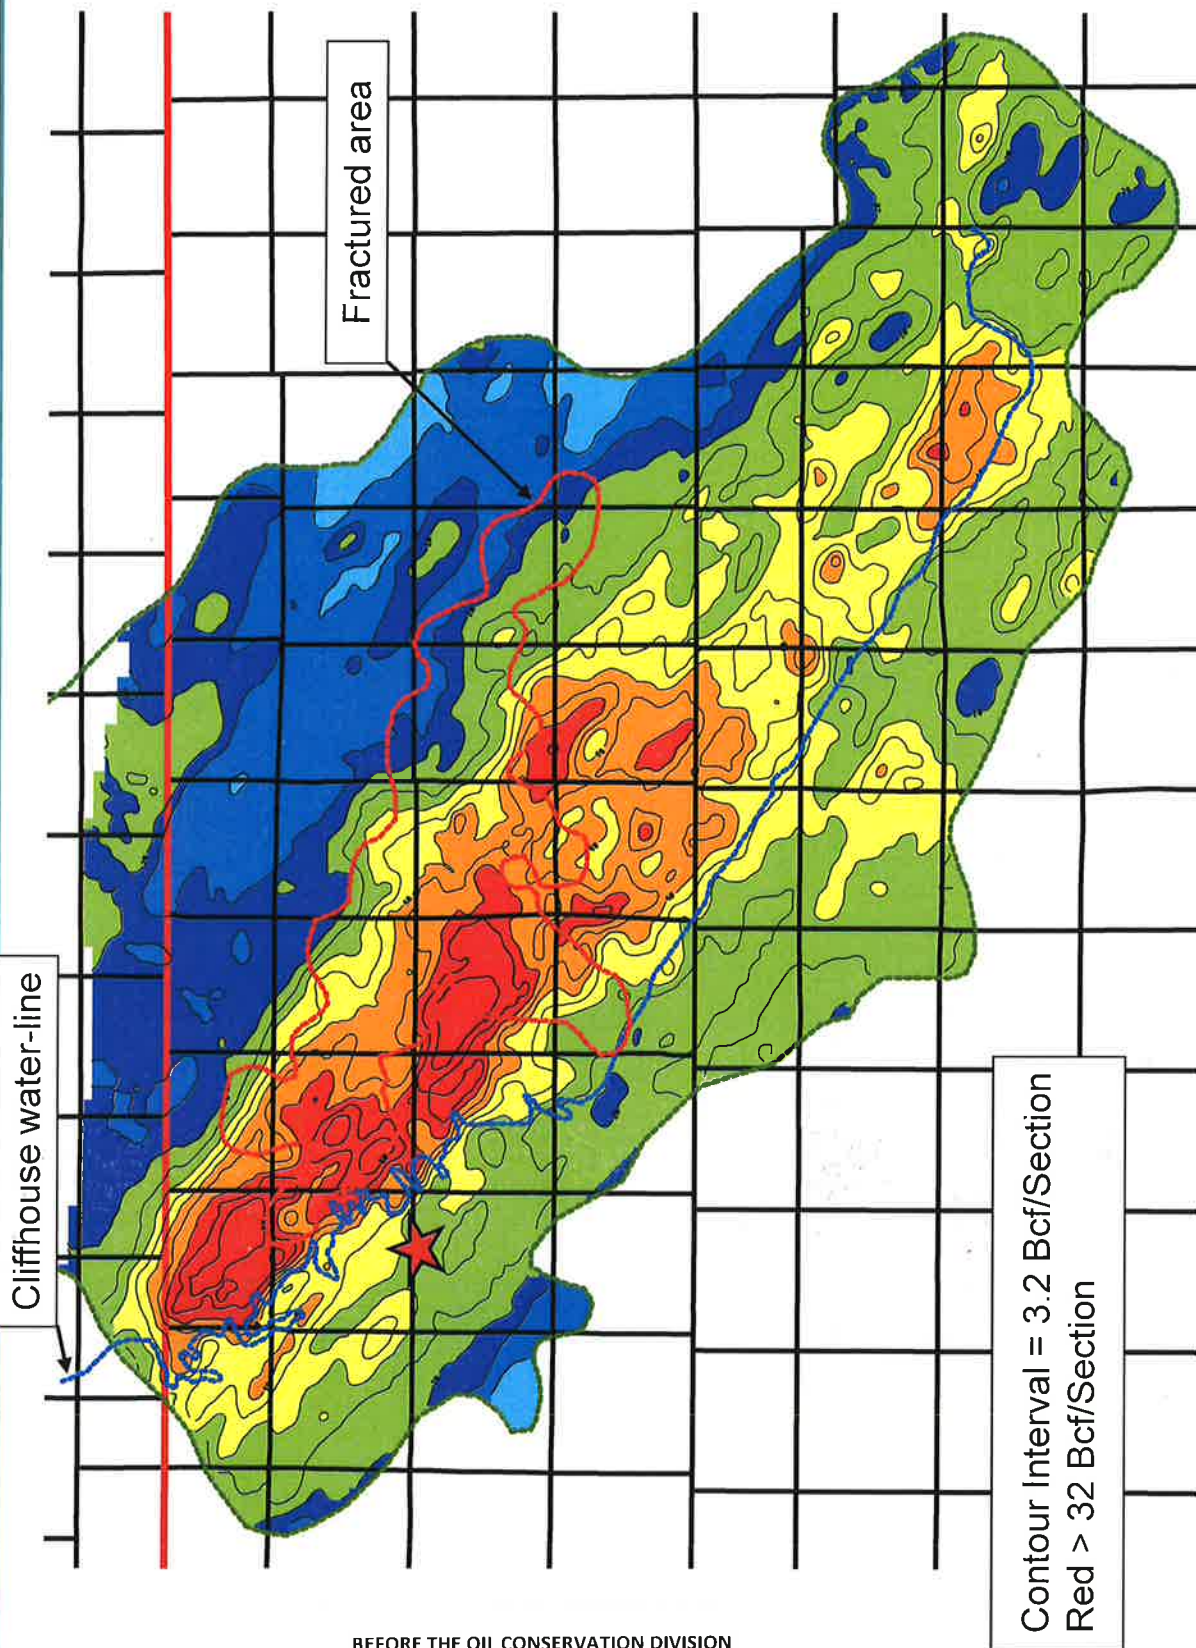 Cliffhouse water-line
Fractured area
Contour Interval = 3.2 Bcf/Section
Red > 32 Bcf/Section
BEFORE THE OIL CONSERVATION DIVISION